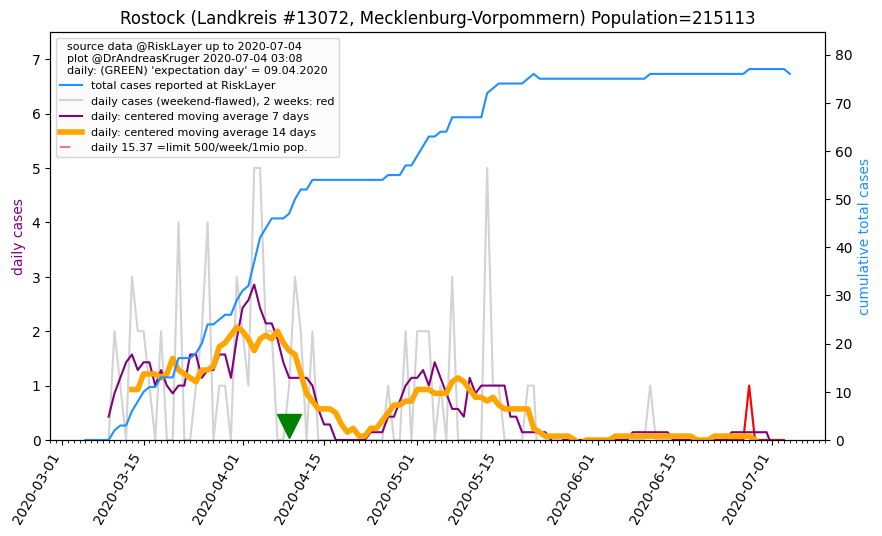 Rostock (Landkreis #13072, Mecklenburg-Vorpommern) Population=215113
source data @RiskLayer up to 2020-07-04
plot @DrAndreasKruger 2020-07-04 03:08
daily: (GREEN) 'expectation day' = 09.04.2020
total cases reported at RiskLayer
daily cases (weekend-flawed), 2 weeks: red
daily: centered moving average 7 days
daily: centered moving average 14 days
daily 15.37 =limit 500/week/1mio pop.
daily cases
7
6
5
4
3
2
1
0
cumulative total cases
80
70
60
50
40
30
20
10
0
2020-03-01
2020-03-15
2020-04-01
2020-04-15
2020-05-01
2020-05-15
2020-06-01
2020-06-15
2020-07-01